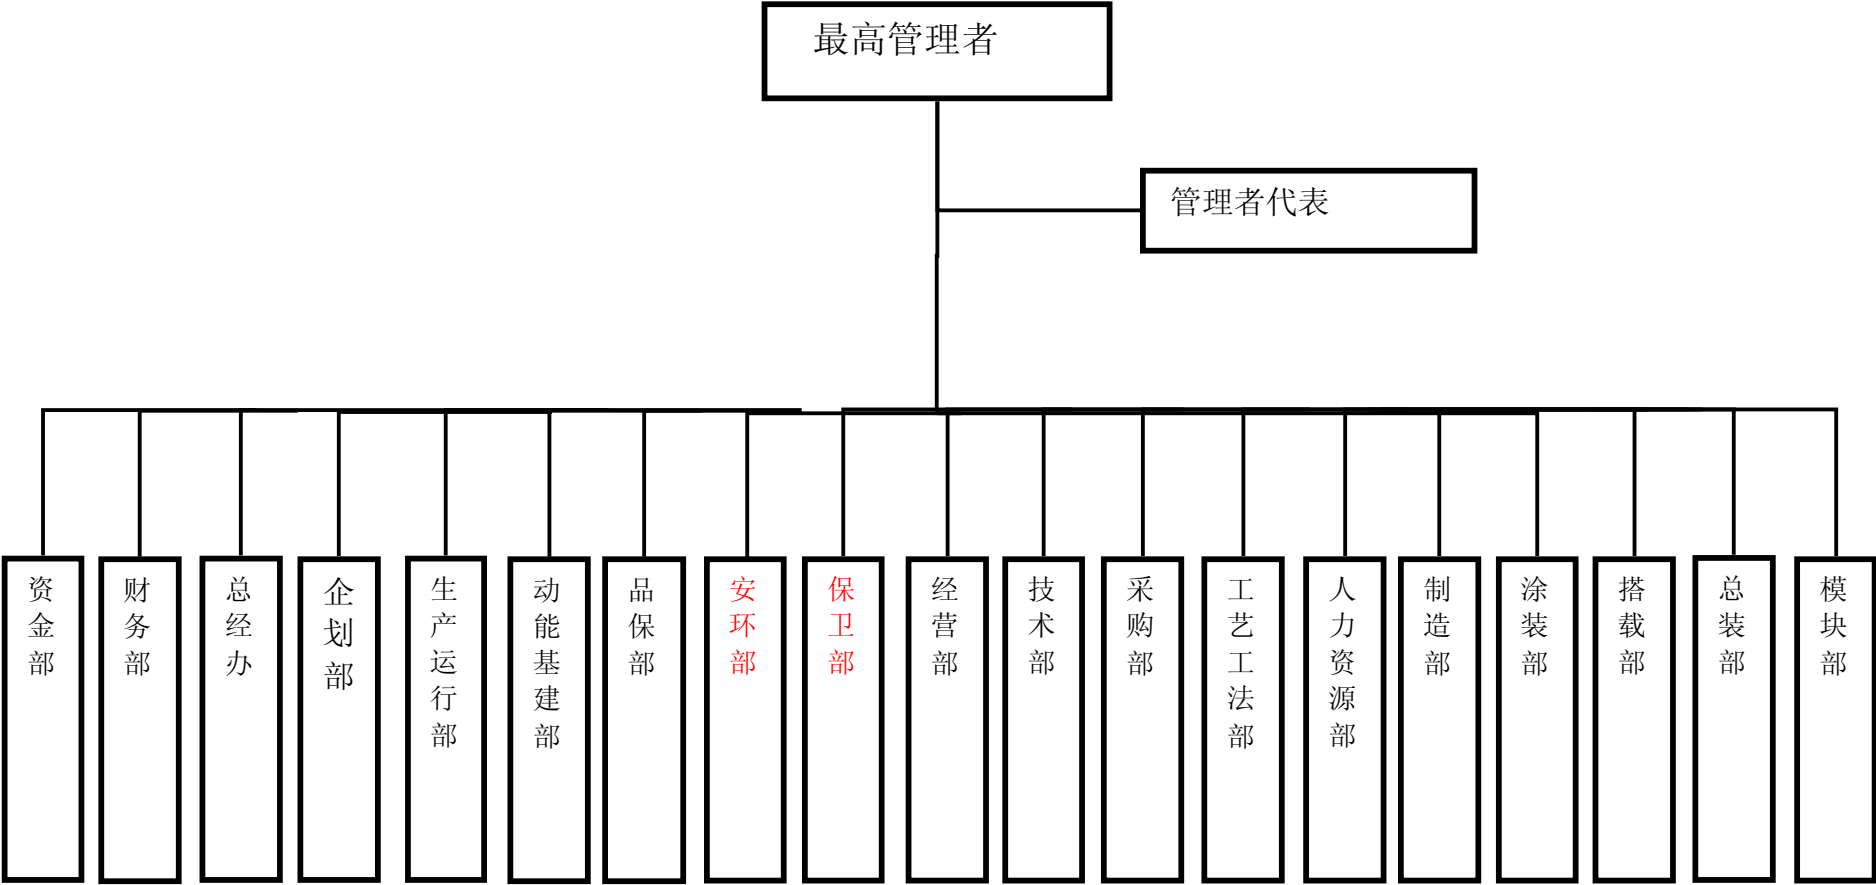 最高管理者
管理者代表
资金部
财务部
总经办
企划部
生产运行部
动能基建部
品保部
安环部
保卫部
经营部
技术部
采购部
工艺工法部
人力资源部
制造部
涂装部
搭载部
总装部
模块部